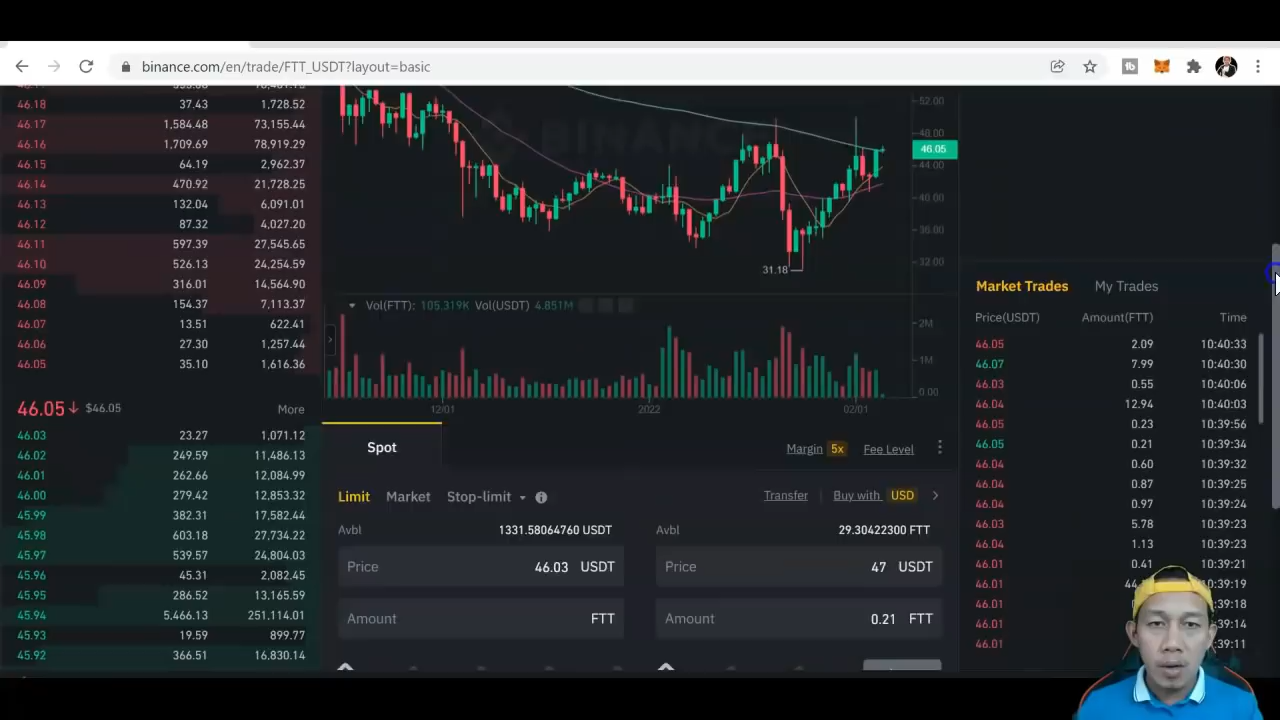 binance.com/en/trade/FTT_USDT?layout=basic
46.18 37.43 1,728.52
46.17 1,584.48 73,155.44
46.16 1,709.69 78,919.29
46.15 64.19 2,962.37
46.14 470.92 21,728.25
46.13 132.04 6,091.01
46.12 87.32 4,027.20
46.11 597.39 27,545.65
46.10 526.13 24,254.59
46.09 316.01 14,564.90
46.08 154.37 7,113.37
46.07 13.51 622.41
46.06 27.30 1,257.44
46.05 35.10 1,616.36
46.05↓ $46.05 More
46.03 23.27 1,071.12
46.02 249.59 11,486.13
46.01 262.66 12,084.99
46.00 279.42 12,853.32
45.99 382.31 17,582.44
45.98 603.18 27,734.22
45.97 539.57 24,804.03
45.96 45.31 2,082.45
45.95 286.52 13,165.59
45.94 5,466.13 251,114.01
45.93 19.59 899.77
45.92 366.51 16,830.14
BINANCE
52.00
48.00
46.05
44.00
40.00
36.00
32.00
31.18
Vol(FTT): 105.319K Vol(USDT) 4.851M
2M
1M
0.00
12/01 2022 02/01
Spot
Margin 5x Fee Level
Limit Market Stop-limit
Transfer Buy with USD
Avbl 1331.58064760 USDT
Avbl 29.30422300 FTT
Price 46.03 USDT
Price 47 USDT
Amount FTT
Amount 0.21 FTT
Market Trades My Trades
Price(USDT) Amount(FTT) Time
46.05 2.09 10:40:33
46.07 7.99 10:40:30
46.03 0.55 10:40:06
46.04 12.94 10:40:03
46.05 0.23 10:39:56
46.05 0.21 10:39:34
46.04 0.60 10:39:32
46.04 0.87 10:39:25
46.04 0.97 10:39:24
46.03 5.78 10:39:23
46.04 1.13 10:39:23
46.01 0.41 10:39:21
46.01 10:39:19
46.01 :39:18
46.01 :39:14
46.01 :39:11